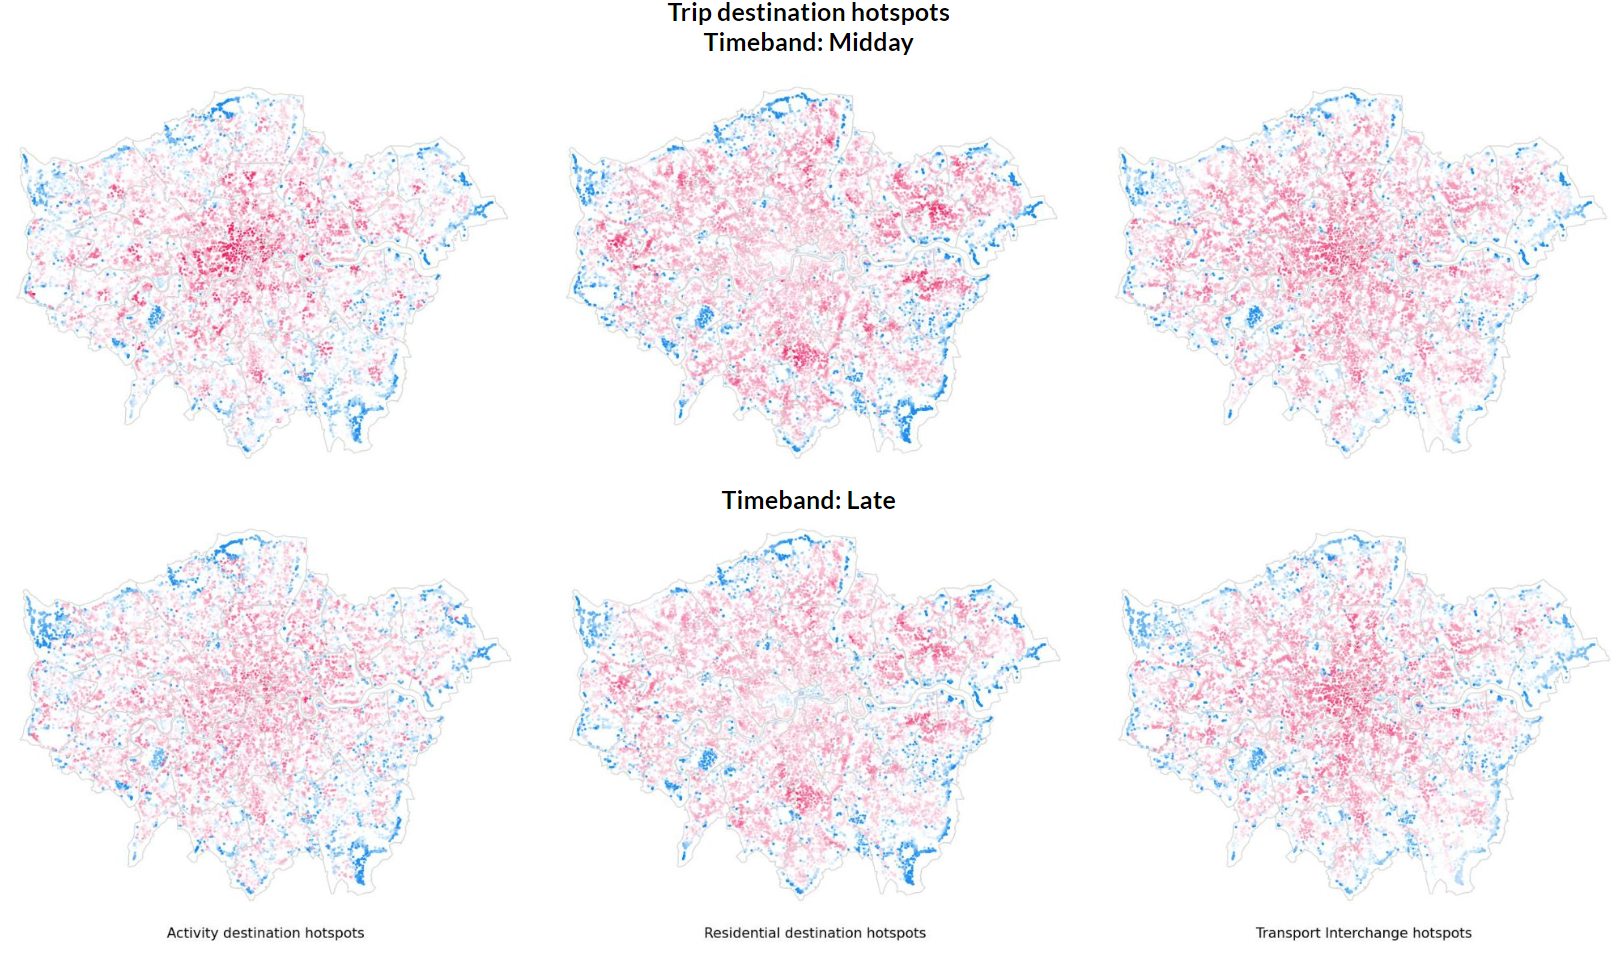 Trip destination hotspots
Timeband: Midday
Timeband: Late
Activity destination hotspots
Residential destination hotspots
Transport Interchange hotspots